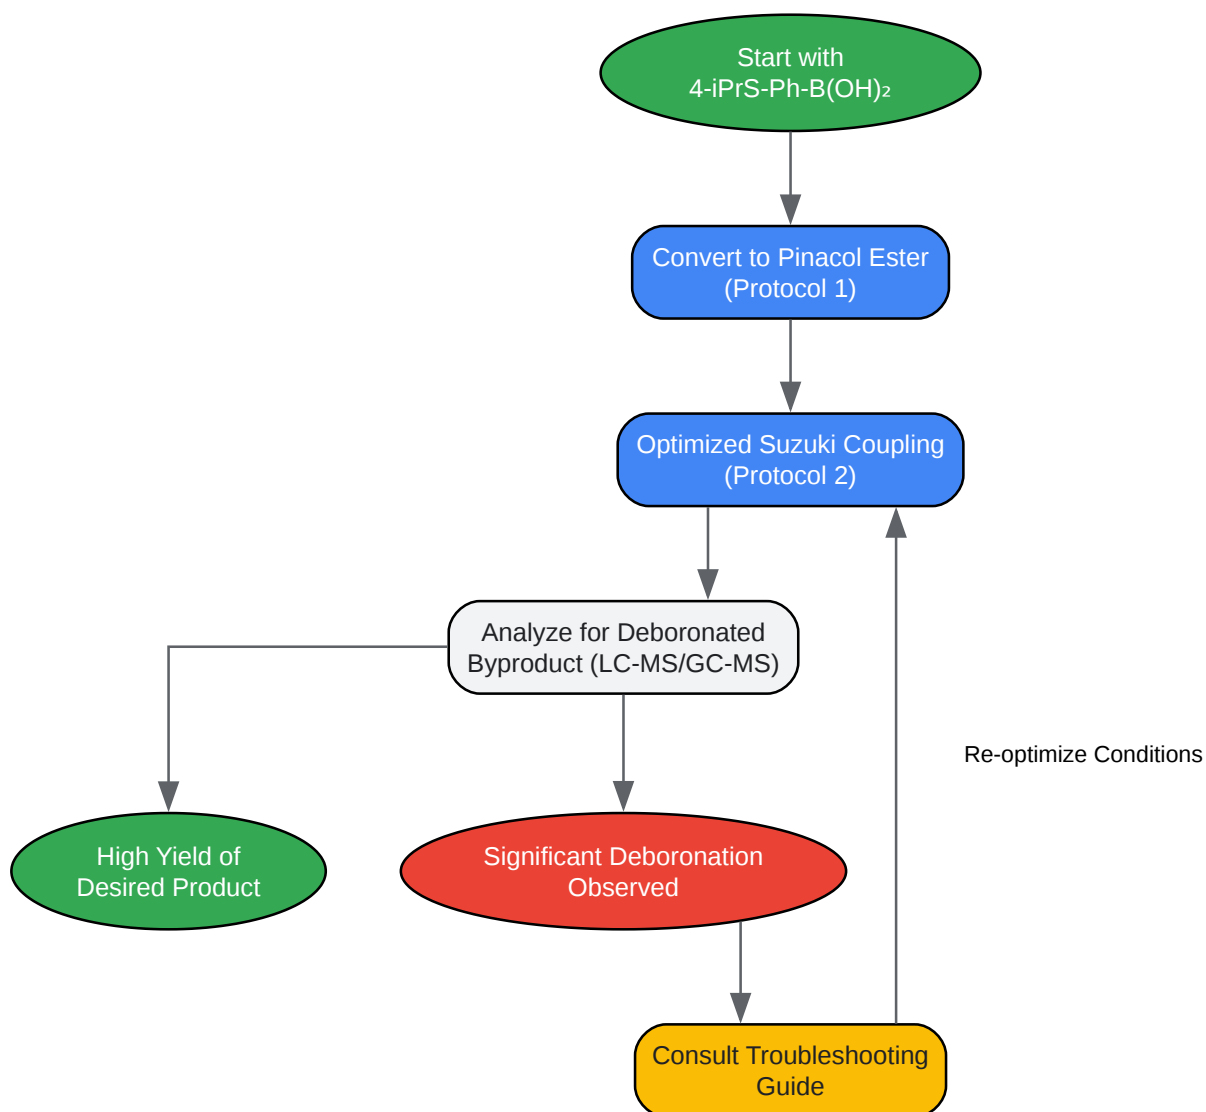 Start with
4-iPrS-Ph-B(OH)₂
Convert to Pinacol Ester
(Protocol 1)
Optimized Suzuki Coupling
(Protocol 2)
Analyze for Deboronated
Byproduct (LC-MS/GC-MS)
Re-optimize Conditions
High Yield of
Desired Product
Significant Deboronation
Observed
Consult Troubleshooting
Guide